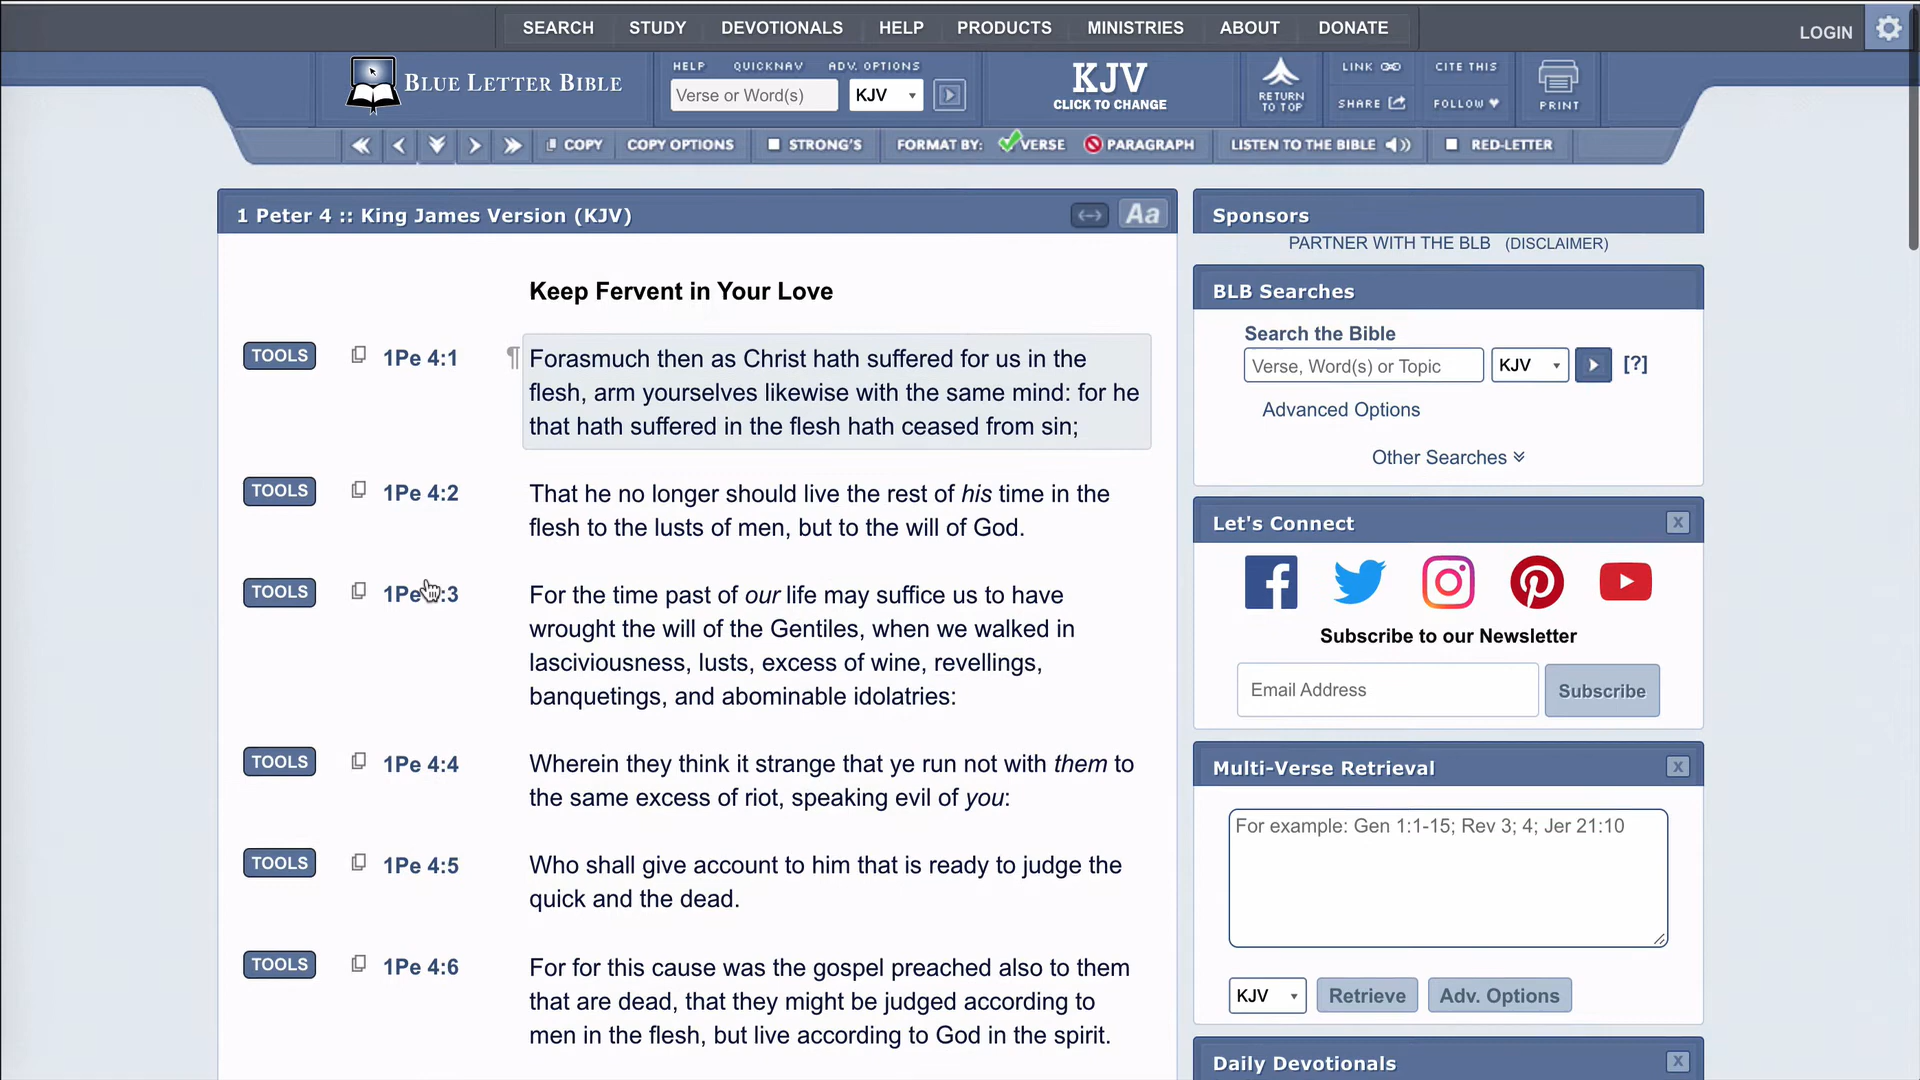 SEARCH STUDY DEVOTIONALS HELP PRODUCTS MINISTRIES ABOUT DONATE
LOGIN
BLUE LETTER BIBLE
HELP QUICKNAV ADV. OPTIONS
Verse or Word(s) KJV
KJV
CLICK TO CHANGE
RETURN
TO TOP
LINK CITE THIS
SHARE FOLLOW
PRINT
COPY COPY OPTIONS STRONG'S FORMAT BY: VERSE PARAGRAPH LISTEN TO THE BIBLE RED-LETTER
1 Peter 4 :: King James Version (KJV)
Aa
Keep Fervent in Your Love
TOOLS 1Pe 4:1 ¶ Forasmuch then as Christ hath suffered for us in the
flesh, arm yourselves likewise with the same mind: for he
that hath suffered in the flesh hath ceased from sin;
TOOLS 1Pe 4:2 That he no longer should live the rest of his time in the
flesh to the lusts of men, but to the will of God.
TOOLS 1Pe :3 For the time past of our life may suffice us to have
wrought the will of the Gentiles, when we walked in
lasciviousness, lusts, excess of wine, revellings,
banquetings, and abominable idolatries:
TOOLS 1Pe 4:4 Wherein they think it strange that ye run not with them to
the same excess of riot, speaking evil of you:
TOOLS 1Pe 4:5 Who shall give account to him that is ready to judge the
quick and the dead.
TOOLS 1Pe 4:6 For for this cause was the gospel preached also to them
that are dead, that they might be judged according to
men in the flesh, but live according to God in the spirit.
Sponsors
PARTNER WITH THE BLB (DISCLAIMER)
BLB Searches
Search the Bible
Verse, Word(s) or Topic KJV [?]
Advanced Options
Other Searches
Let's Connect X
Subscribe to our Newsletter
Email Address Subscribe
Multi-Verse Retrieval X
For example: Gen 1:1-15; Rev 3; 4; Jer 21:10
KJV Retrieve Adv. Options
Daily Devotionals X